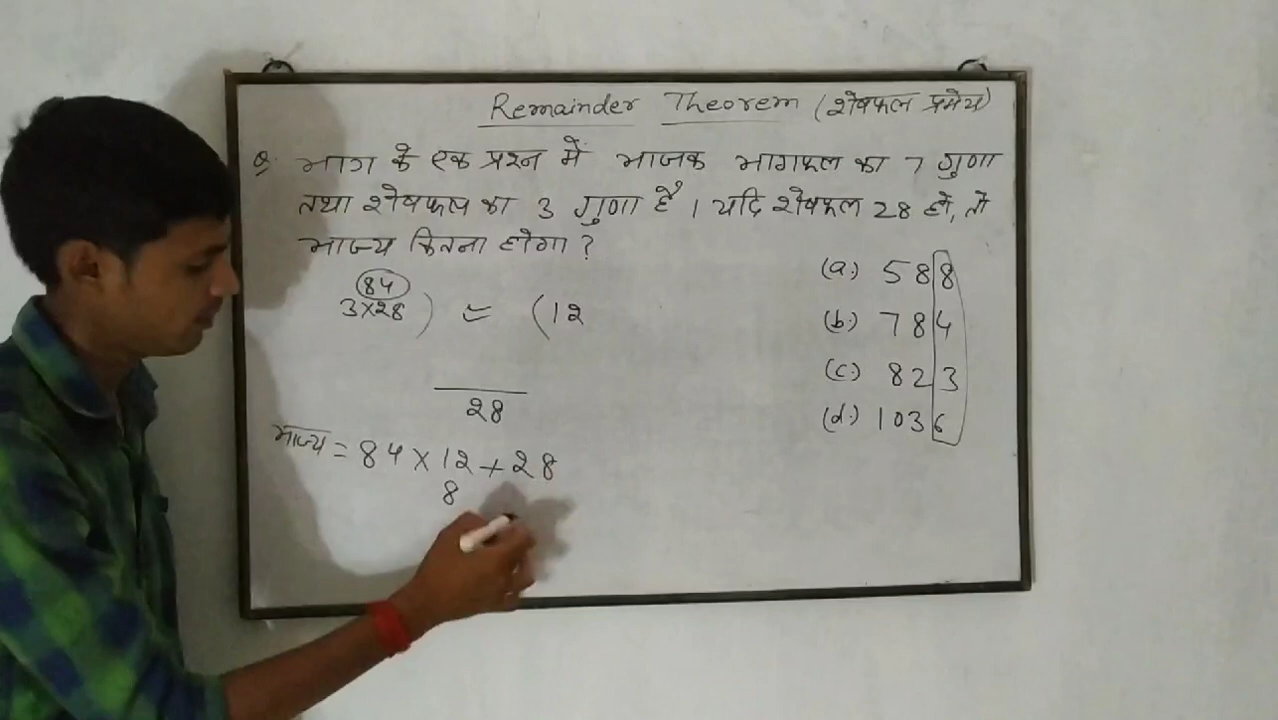 Remainder Theorem (शेषफल प्रमेय)
Q. भाग के एक प्रश्न में भाजक भागफल का 7 गुणा
तथा शेषफल का 3 गुणा है। यदि शेषफल 28 हो, तो
भाज्य कितना होगा?
(a.) 588
84
3×28 ) = (12
(b.) 784
(c) 823
28
(d.) 1036
भाज्य = 84 × 12 + 28
8